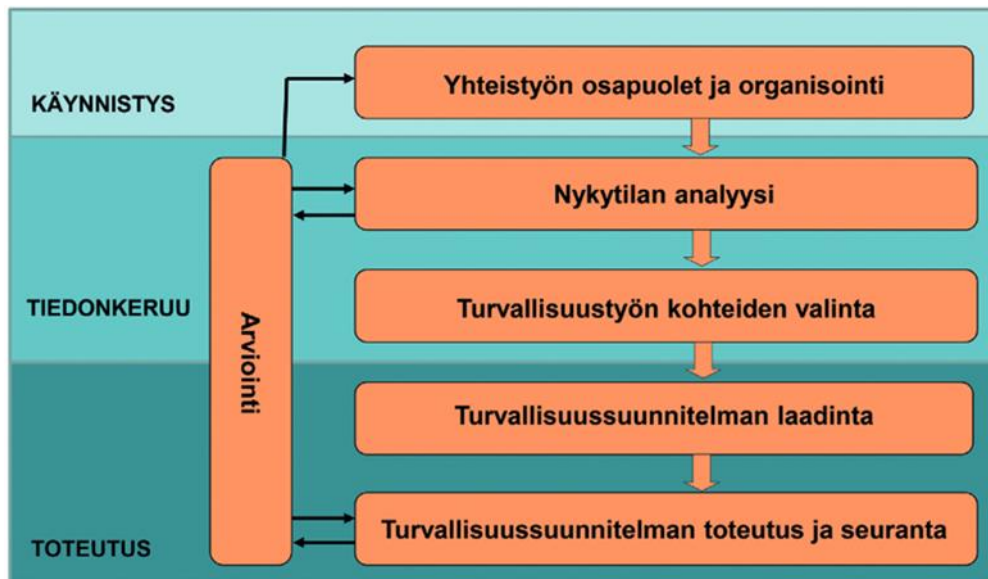 KÄYNNISTYS
Yhteistyön osapuolet ja organisointi
Nykytilan analyysi
TIEDONKERUU
Turvallisuustyön kohteiden valinta
Arviointi
Turvallisuussuunnitelman laadinta
Turvallisuussuunnitelman toteutus ja seuranta
TOTEUTUS